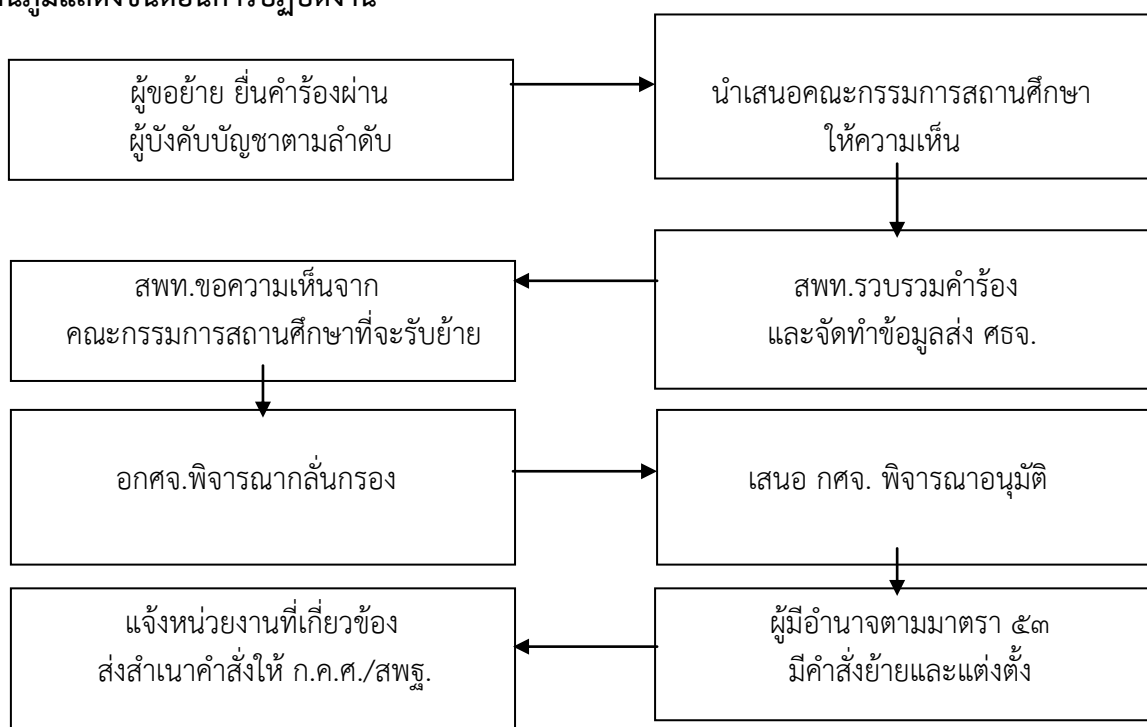 ผู้ขอย้าย ยื่นคำร้องผ่าน
ผู้บังคับบัญชาตามลำดับ
นำเสนอคณะกรรมการสถานศึกษา
ให้ความเห็น
สพท.รวบรวมคำร้อง
และจัดทำข้อมูลส่ง ศธจ.
สพท.ขอความเห็นจาก
คณะกรรมการสถานศึกษาที่จะรับย้าย
อกศจ.พิจารณากลั่นกรอง
เสนอ กศจ. พิจารณาอนุมัติ
ผู้มีอำนาจตามมาตรา ๕๓
มีคำสั่งย้ายและแต่งตั้ง
แจ้งหน่วยงานที่เกี่ยวข้อง
ส่งสำเนาคำสั่งให้ ก.ค.ศ./สพฐ.